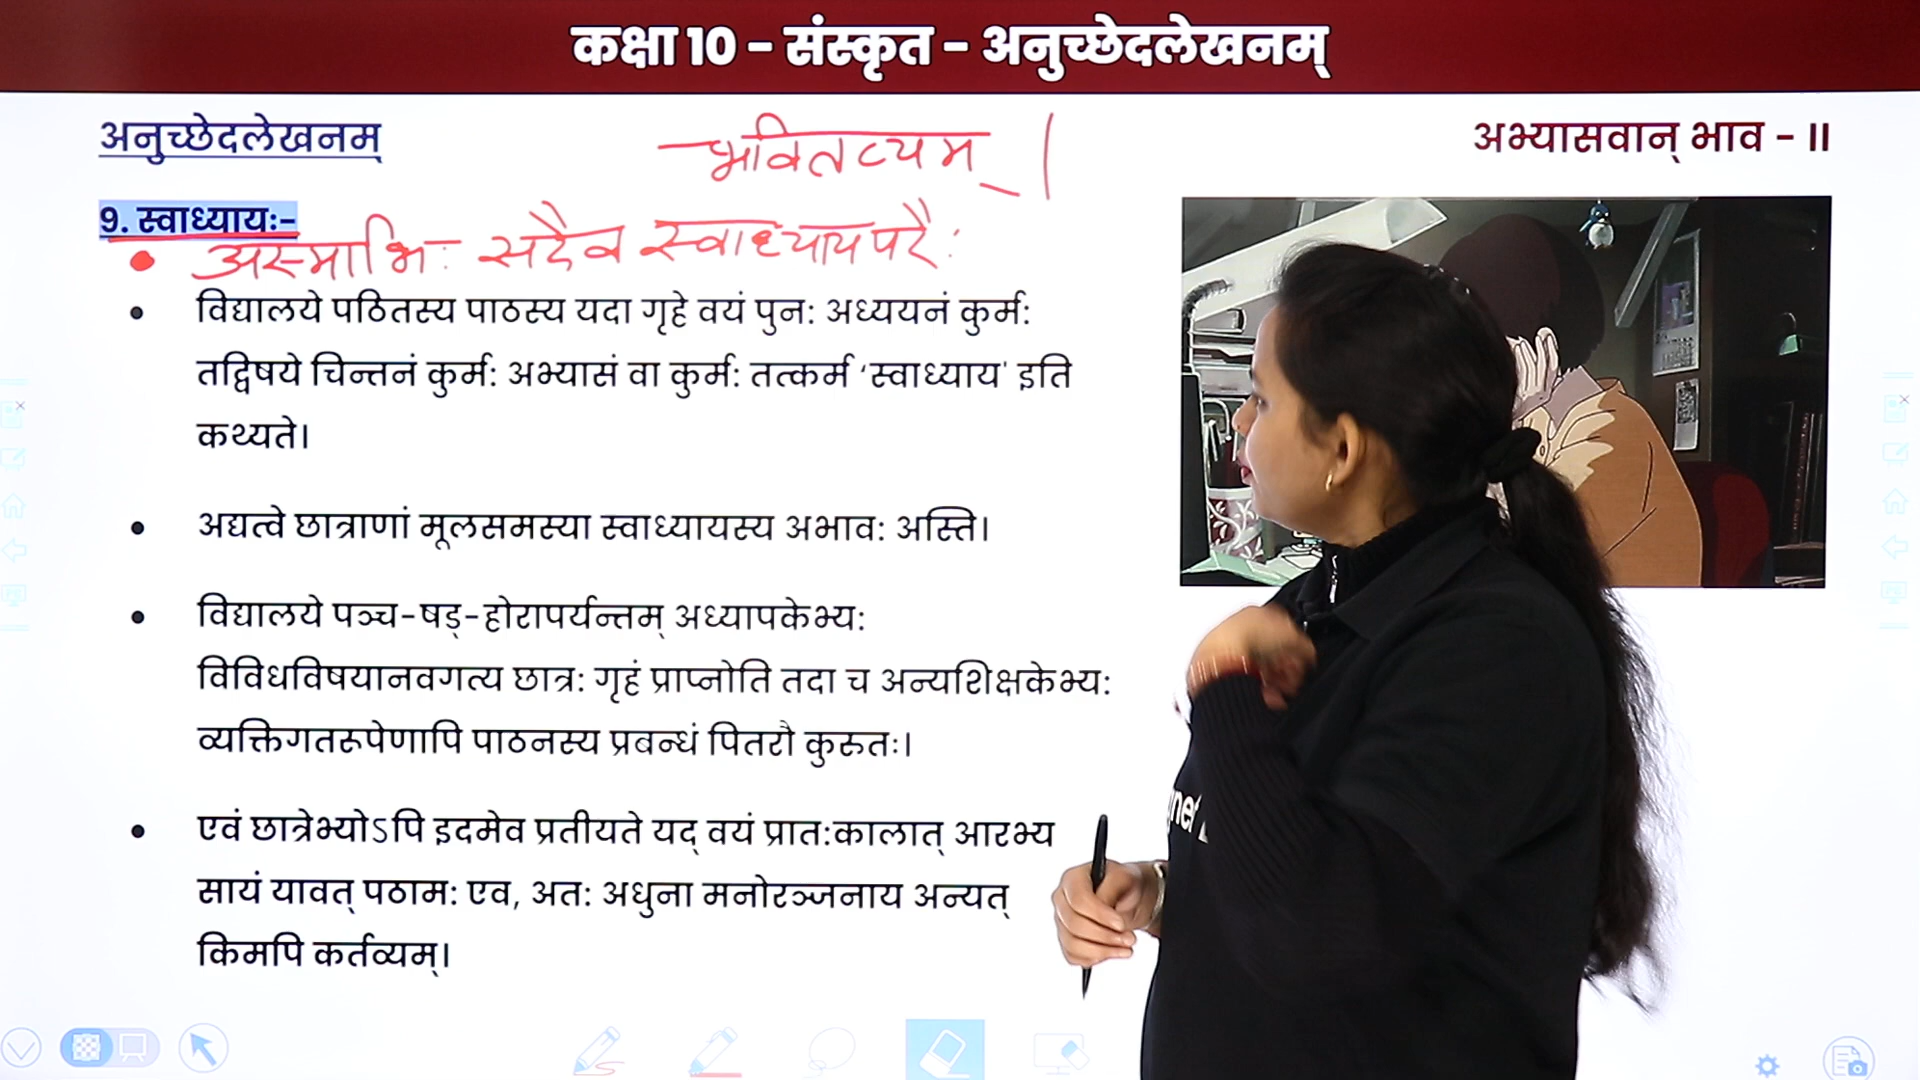 कक्षा 10 - संस्कृत - अनुच्छेदलेखनम्
अनुच्छेदलेखनम्
भवितव्यम् ।
अभ्यासवान् भाव - II
9. स्वाध्यायः-
• अस्माभिः सदैव स्वाध्यायपरैः
• विद्यालये पठितस्य पाठस्य यदा गृहे वयं पुनः अध्ययनं कुर्मः
तद्विषये चिन्तनं कुर्मः अभ्यासं वा कुर्मः तत्कर्म ‘स्वाध्याय' इति
कथ्यते।
• अद्यत्वे छात्राणां मूलसमस्या स्वाध्यायस्य अभावः अस्ति।
• विद्यालये पञ्च-षड्-होरापर्यन्तम् अध्यापकेभ्यः
विविधविषयानवगत्य छात्रः गृहं प्राप्नोति तदा च अन्यशिक्षकेभ्यः
व्यक्तिगतरूपेणापि पाठनस्य प्रबन्धं पितरौ कुरुतः।
• एवं छात्रेभ्योऽपि इदमेव प्रतीयते यद् वयं प्रातःकालात् आरभ्य
सायं यावत् पठामः एव, अतः अधुना मनोरञ्जनाय अन्यत्
किमपि कर्तव्यम्।